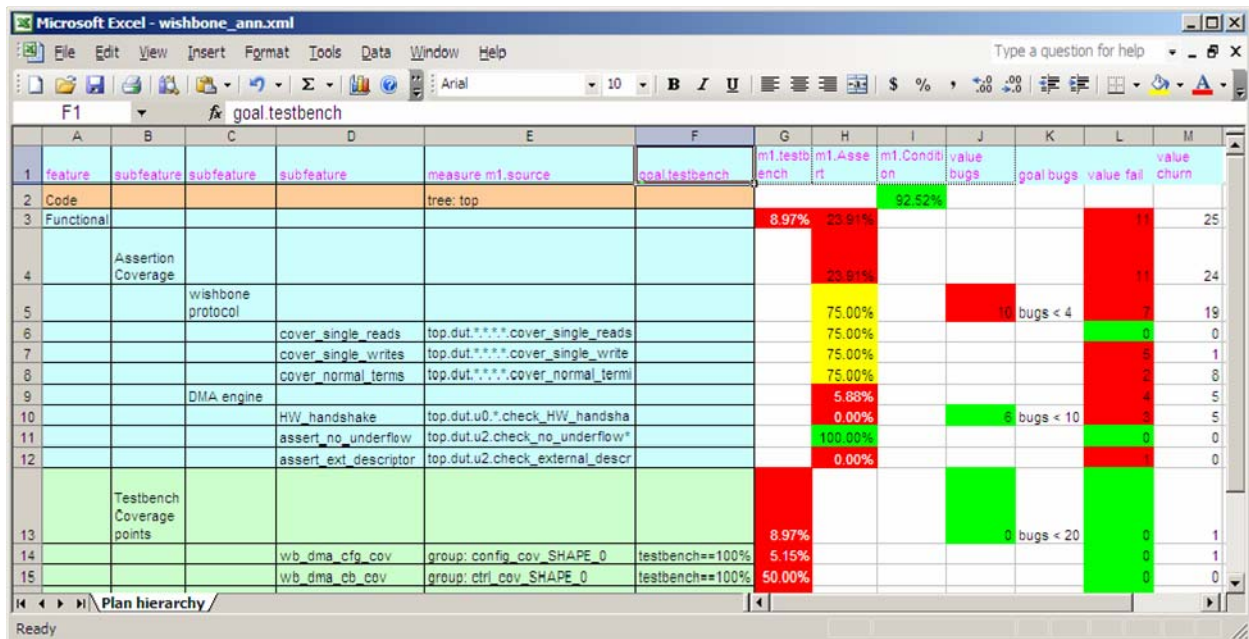 Microsoft Excel - wishbone_ann.xml
File Edit View Insert Format Tools Data Window Help Type a question for help
Arial 10 B I U $ % ,
F1 fx goal.testbench
A B C D E F G H I J K L M
1 feature subfeature subfeature subfeature measure m1.source goal.testbench m1.testb ench m1.Asse rt m1.Conditi on value bugs goal bugs value fail value churn
2 Code tree: top 92.52%
3 Functional 8.97% 23.91% 11 25
4 Assertion Coverage 23.91% 11 24
5 wishbone protocol 75.00% 10 bugs < 4 7 19
6 cover_single_reads top.dut.*.*.*.*.cover_single_reads 75.00% 0 0
7 cover_single_writes top.dut.*.*.*.*.cover_single_write 75.00% 5 1
8 cover_normal_terms top.dut.*.*.*.*.cover_normal_termi 75.00% 2 8
9 DMA engine 5.88% 4 5
10 HW_handshake top.dut.u0.*.check_HW_handsha 0.00% 6 bugs < 10 3 5
11 assert_no_underflow top.dut.u2.check_no_underflow* 100.00% 0 0
12 assert_ext_descriptor top.dut.u2.check_external_descr 0.00% 1 0
13 Testbench Coverage points 8.97% 0 bugs < 20 0 1
14 wb_dma_cfg_cov group: config_cov_SHAPE_0 testbench==100% 5.15% 0 1
15 wb_dma_cb_cov group: ctrl_cov_SHAPE_0 testbench==100% 50.00% 0 0
Plan hierarchy
Ready